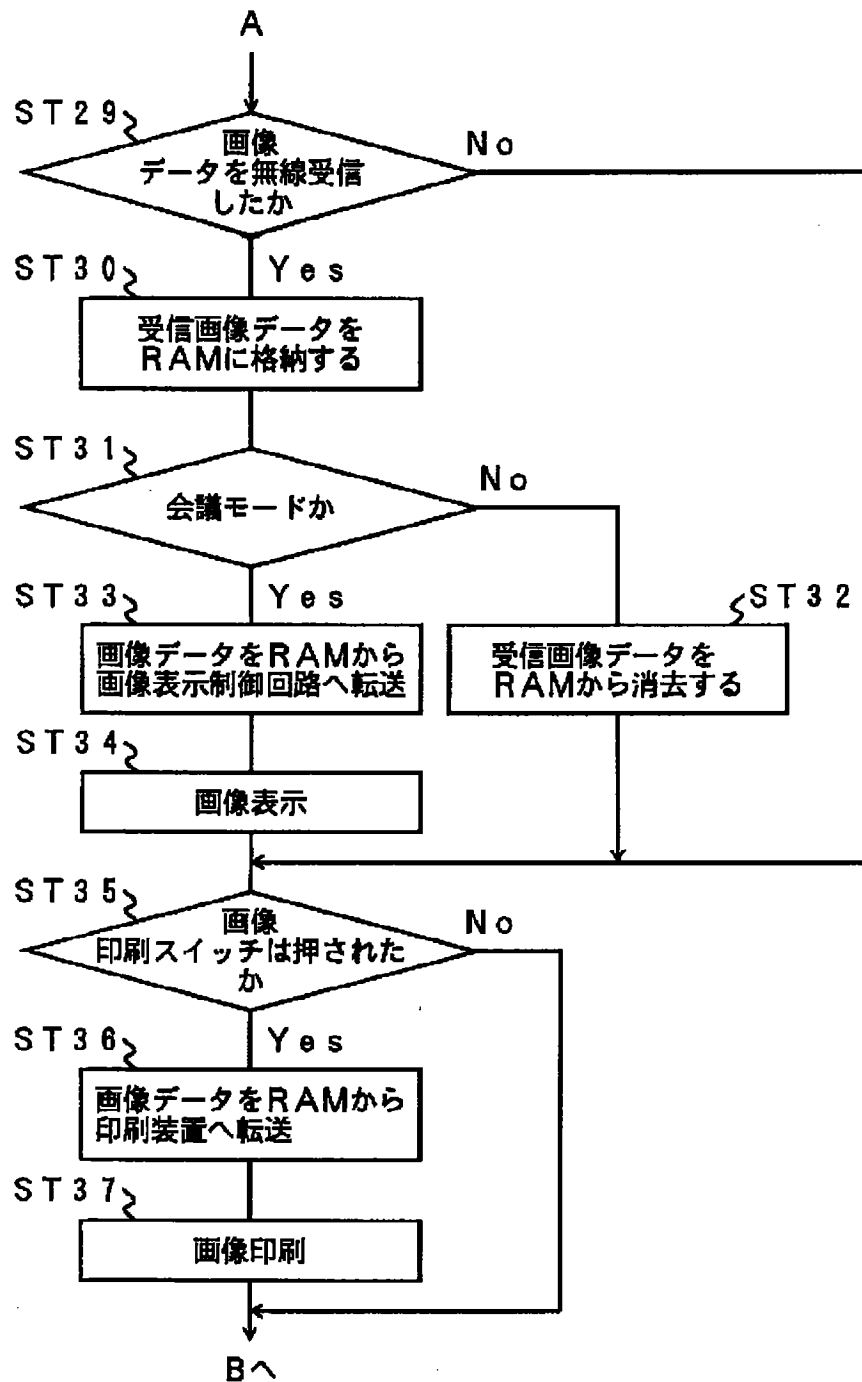 A
ST29
画像
データを無線受信
したか
No
Yes
ST30
受信画像データを
RAMに格納する
ST31
会議モードか
No
Yes
ST33
画像データをRAMから
画像表示制御回路へ転送
ST32
受信画像データを
RAMから消去する
ST34
画像表示
ST35
画像
印刷スイッチは押された
か
No
Yes
ST36
画像データをRAMから
印刷装置へ転送
ST37
画像印刷
Bへ